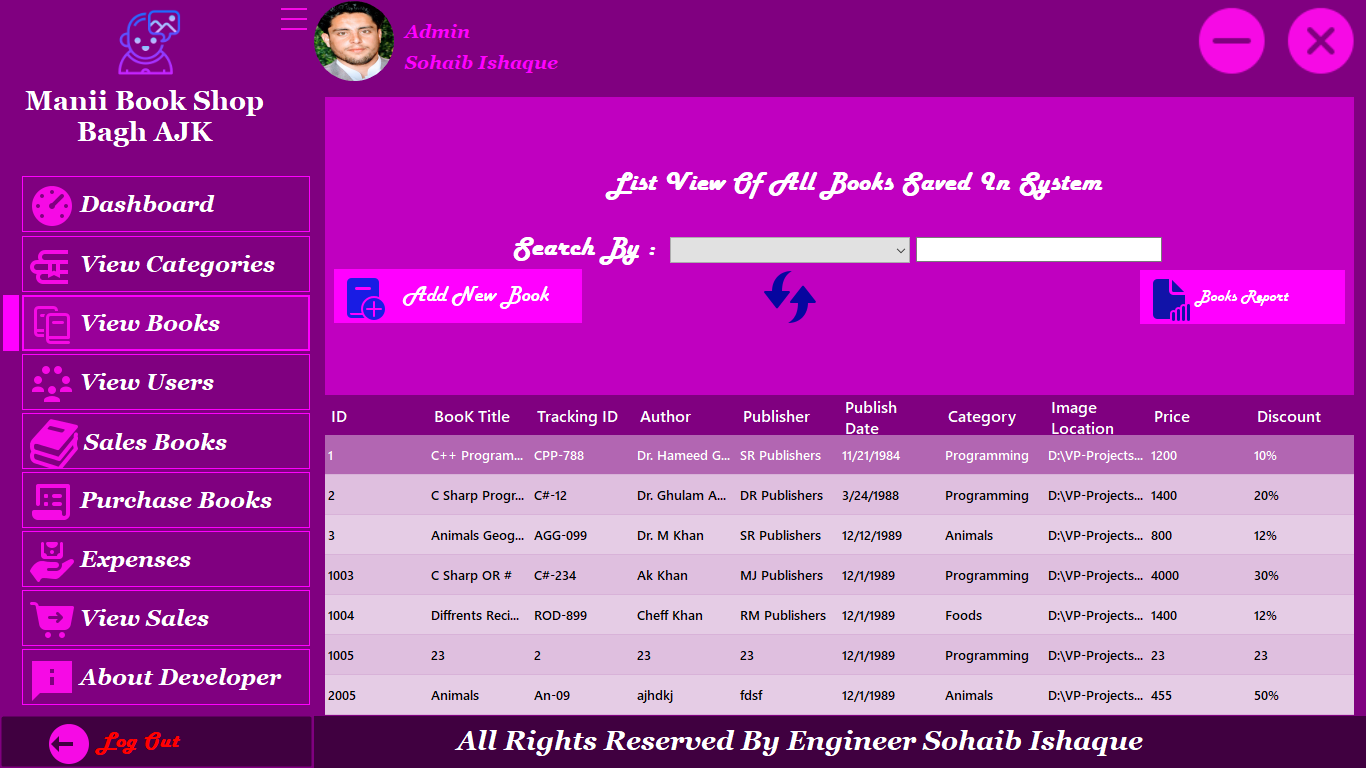 Admin
Sohaib Ishaque
Manii Book Shop
Bagh AJK
Dashboard
View Categories
View Books
View Users
Sales Books
Purchase Books
Expenses
View Sales
About Developer
Log Out
List View Of All Books Saved In System
Search By :
Add New Book
Books Report
ID BooK Title Tracking ID Author Publisher Publish Date Category Image Location Price Discount
1 C++ Program... CPP-788 Dr. Hameed G... SR Publishers 11/21/1984 Programming D:\VP-Projects... 1200 10%
2 C Sharp Progr... C#-12 Dr. Ghulam A... DR Publishers 3/24/1988 Programming D:\VP-Projects... 1400 20%
3 Animals Geog... AGG-099 Dr. M Khan SR Publishers 12/12/1989 Animals D:\VP-Projects... 800 12%
1003 C Sharp OR # C#-234 Ak Khan MJ Publishers 12/1/1989 Programming D:\VP-Projects... 4000 30%
1004 Diffrents Reci... ROD-899 Cheff Khan RM Publishers 12/1/1989 Foods D:\VP-Projects... 1400 12%
1005 23 2 23 23 12/1/1989 Programming D:\VP-Projects... 23 23
2005 Animals An-09 ajhdkj fdsf 12/1/1989 Animals D:\VP-Projects... 455 50%
All Rights Reserved By Engineer Sohaib Ishaque